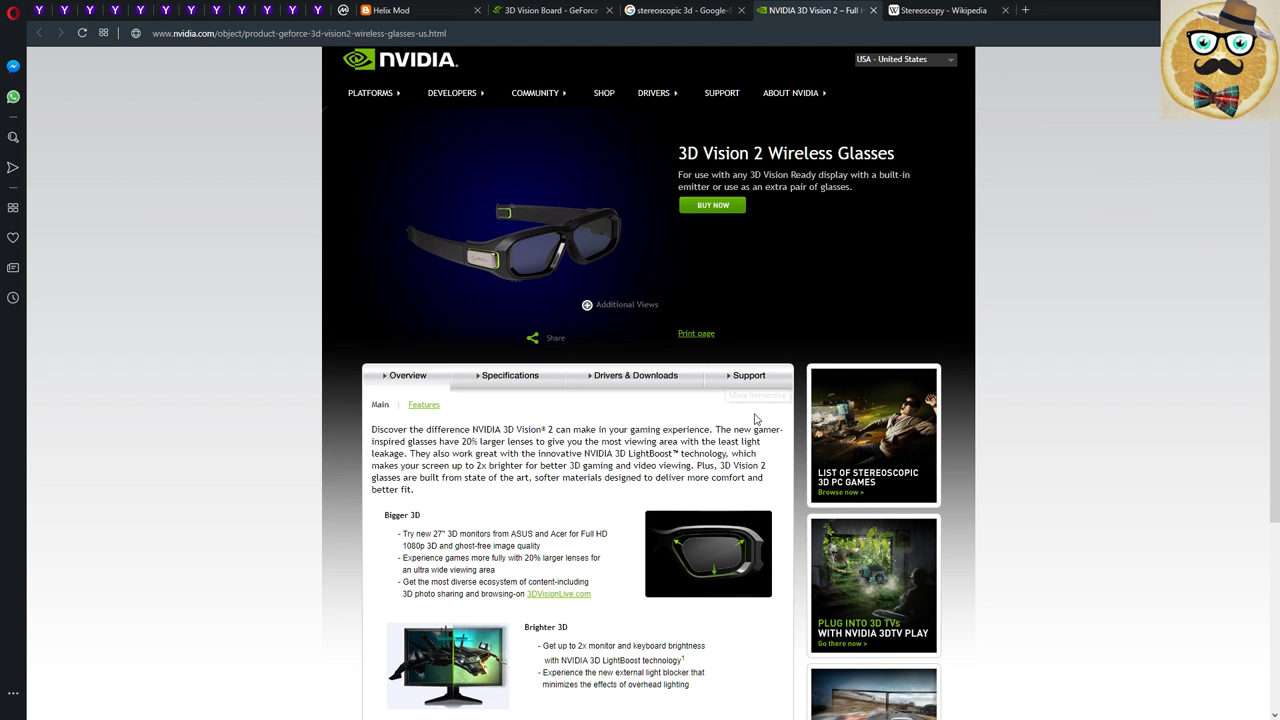 Helix Mod
3D Vision Board - GeForce
stereoscopic 3d - Google-S
NVIDIA 3D Vision 2 – Full H
Stereoscopy - Wikipedia
www.nvidia.com/object/product-geforce-3d-vision2-wireless-glasses-us.html
NVIDIA.
USA - United States
PLATFORMS
DEVELOPERS
COMMUNITY
SHOP
DRIVERS
SUPPORT
ABOUT NVIDIA
3D Vision 2 Wireless Glasses
For use with any 3D Vision Ready display with a built-in
emitter or use as an extra pair of glasses.
BUY NOW
Additional Views
Share
Print page
Overview
Specifications
Drivers & Downloads
Support
More Immersive
Main | Features
Discover the difference NVIDIA 3D Vision® 2 can make in your gaming experience. The new gamer-
inspired glasses have 20% larger lenses to give you the most viewing area with the least light
leakage. They also work great with the innovative NVIDIA 3D LightBoost™ technology, which
makes your screen up to 2x brighter for better 3D gaming and video viewing. Plus, 3D Vision 2
glasses are built from state of the art, softer materials designed to deliver more comfort and
better fit.
Bigger 3D
- Try new 27" 3D monitors from ASUS and Acer for Full HD
1080p 3D and ghost-free image quality
- Experience games more fully with 20% larger lenses for
an ultra wide viewing area
- Get the most diverse ecosystem of content-including
3D photo sharing and browsing-on 3DVisionLive.com
Brighter 3D
- Get up to 2x monitor and keyboard brightness
with NVIDIA 3D LightBoost technology¹
- Experience the new external light blocker that
minimizes the effects of overhead lighting
LIST OF STEREOSCOPIC
3D PC GAMES
Browse now >
PLUG INTO 3D TVs
WITH NVIDIA 3DTV PLAY
Go there now >